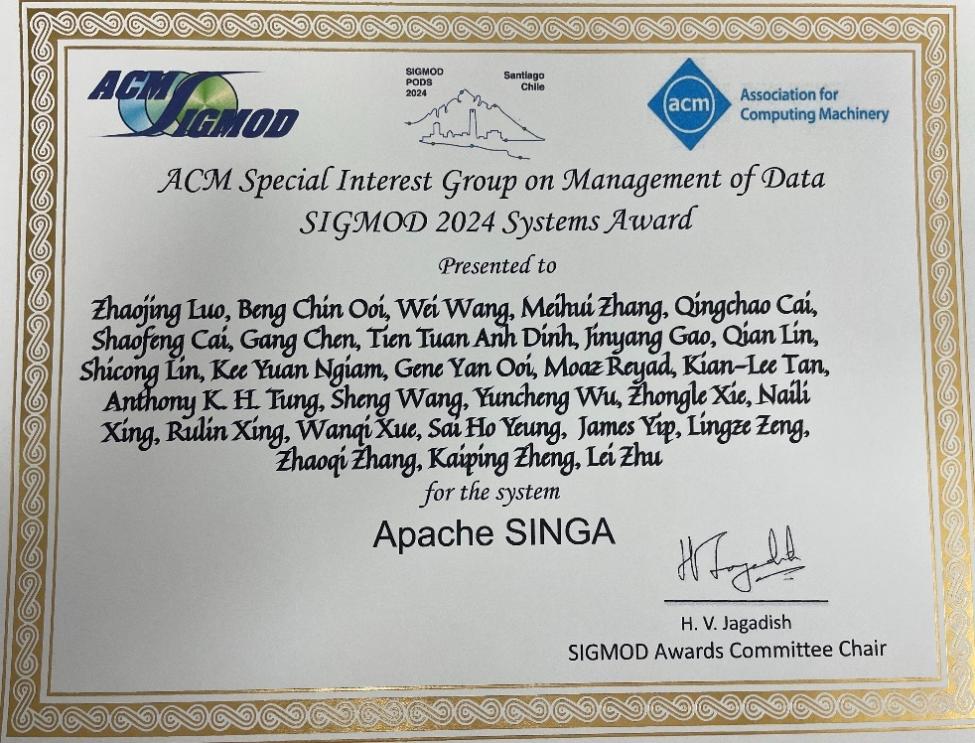 ACM SIGMOD
SIGMOD
PODS
2024
Santiago
Chile
acm
Association for
Computing Machinery
ACM Special Interest Group on Management of Data
SIGMOD 2024 Systems Award
Presented to
Zhaojing Luo, Beng Chin Ooi, Wei Wang, Meihui Zhang, Qingchao Cai,
Shaofeng Cai, Gang Chen, Tien Tuan Anh Dinh, Jinyang Gao, Qian Lin,
Shicong Lin, Kee Yuan Ngiam, Gene Yan Ooi, Moaz Reyad, Kian-Lee Tan,
Anthony K. H. Tung, Sheng Wang, Yuncheng Wu, Zhongle Xie, Naili
Xing, Rulin Xing, Wanqi Xue, Sai Ho Yeung, James Yip, Lingze Zeng,
Zhaoqi Zhang, Kaiping Zheng, Lei Zhu
for the system
Apache SINGA
H V Jagadish
H. V. Jagadish
SIGMOD Awards Committee Chair